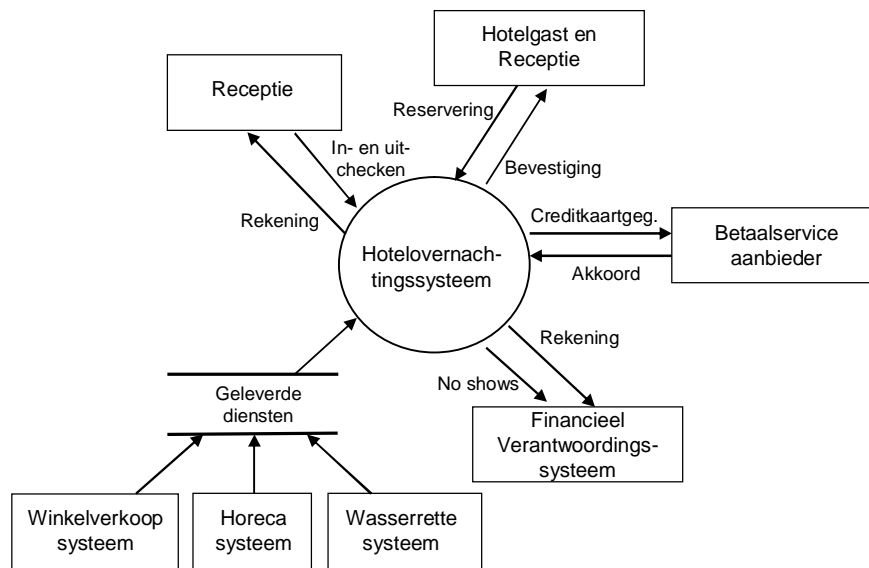 Hotelgast en
Receptie
Receptie
Reservering
In- en uit-
checken
Bevestiging
Rekening
Creditkaartgeg.
Betaalservice
aanbieder
Hotelovernach-
tingssysteem
Akkoord
Rekening
No shows
Geleverde
diensten
Financieel
Verantwoordings-
systeem
Winkelverkoop
systeem
Horeca
systeem
Wasserrette
systeem